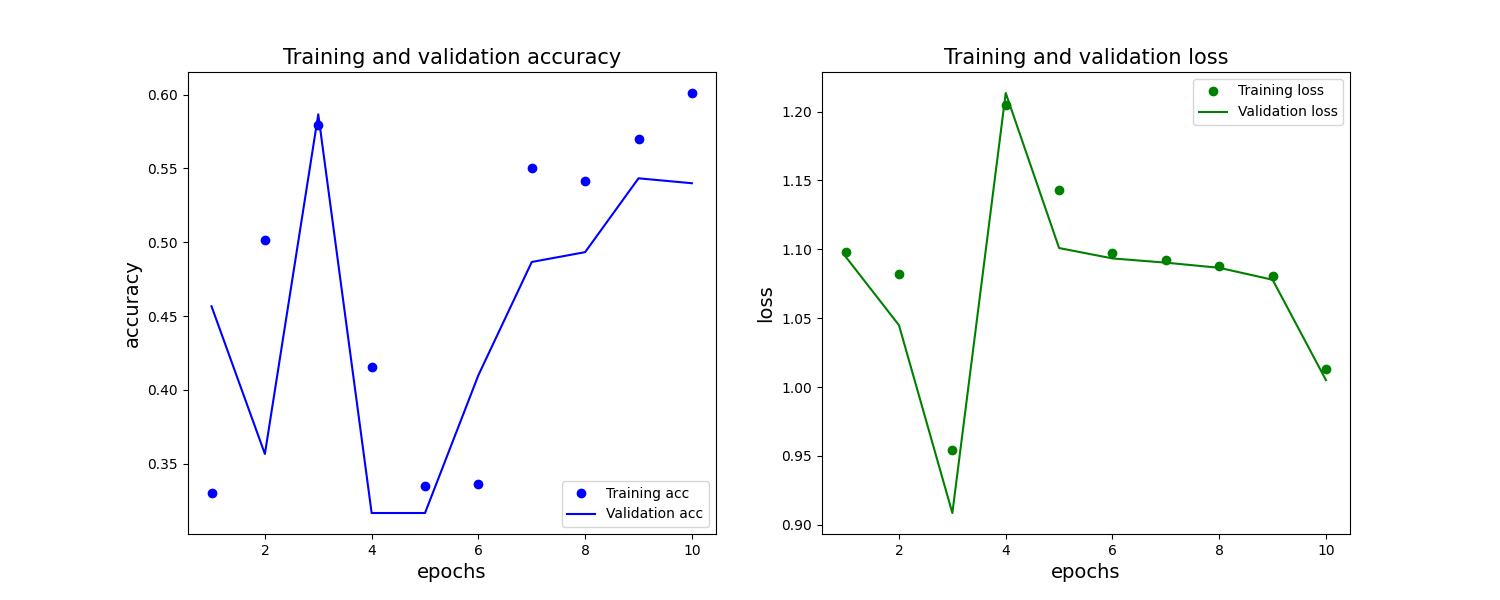 Training and validation accuracy
accuracy
0.60
0.55
0.50
0.45
0.40
0.35
Training acc
Validation acc
2 4 6 8 10
epochs
Training and validation loss
loss
1.20
1.15
1.10
1.05
1.00
0.95
0.90
Training loss
Validation loss
2 4 6 8 10
epochs